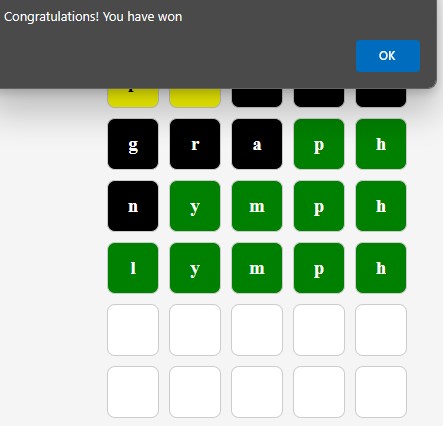 Congratulations! You have won
OK
g r a p h
n y m p h
l y m p h